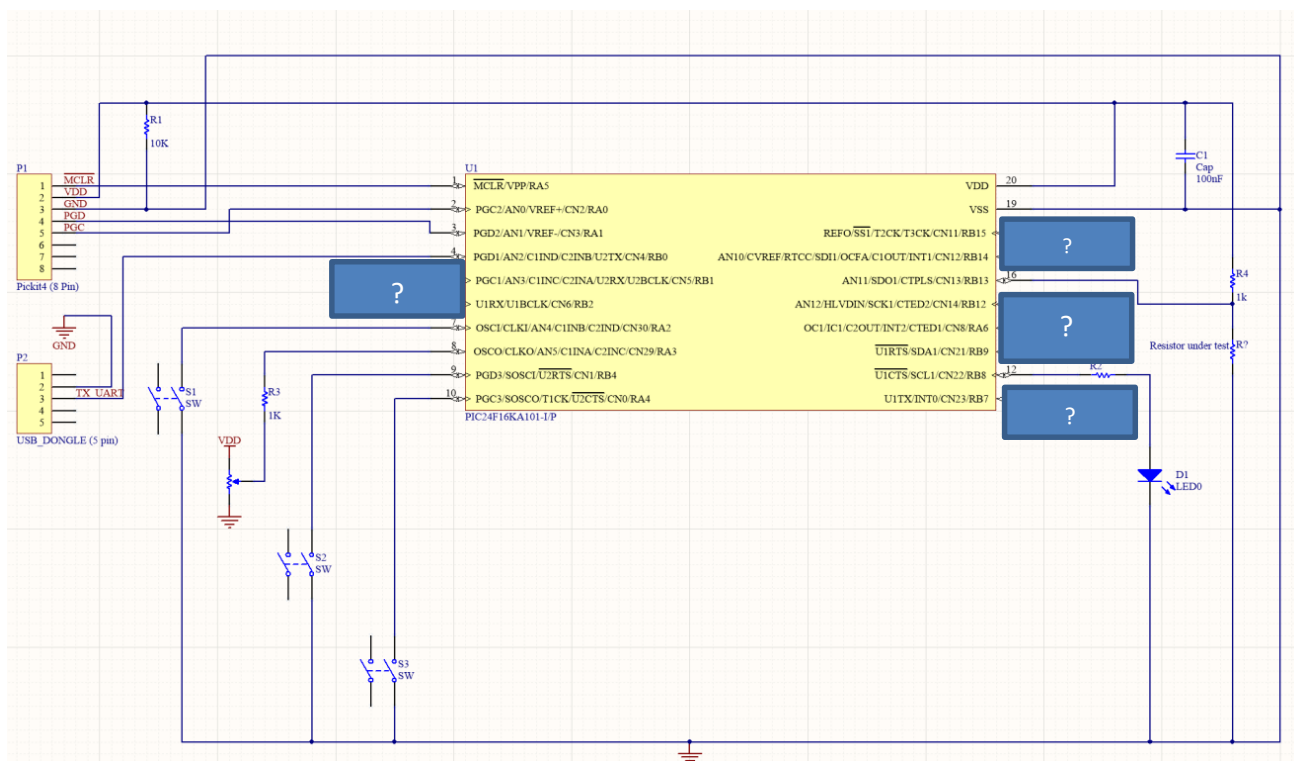 R1
10K
P1
1
2
3
4
5
6
7
8
MCLR
VDD
GND
PGD
PGC
Pickit4 (8 Pin)
GND
P2
1
2
3
4
5
TX_UART
USB_DONGLE (5 pin)
S1
SW
R3
1K
VDD
S2
SW
S3
SW
U1
1
MCLR/VPP/RA5
2
PGC2/AN0/VREF+/CN2/RA0
3
PGD2/AN1/VREF-/CN3/RA1
4
PGD1/AN2/C1IND/C2INB/U2TX/CN4/RB0
?
PGC1/AN3/C1INC/C2INA/U2RX/U2BCLK/CN5/RB1
U1RX/U1BCLK/CN6/RB2
7
OSCI/CLKI/AN4/C1INB/C2IND/CN30/RA2
8
OSCO/CLKO/AN5/C1INA/C2INC/CN29/RA3
9
PGD3/SOSCI/U2RTS/CN1/RB4
10
PGC3/SOSCO/T1CK/U2CTS/CN0/RA4
PIC24F16KA101-I/P
VDD
20
VSS
19
REFO/SS1/T2CK/T3CK/CN11/RB15
?
AN10/CVREF/RTCC/SDI1/OCFA/C1OUT/INT1/CN12/RB14
AN11/SDO1/CTPLS/CN13/RB13
16
AN12/HLVDIN/SCK1/CTED2/CN14/RB12
?
OC1/IC1/C2OUT/INT2/CTED1/CN8/RA6
U1RTS/SDA1/CN21/RB9
U1CTS/SCL1/CN22/RB8
12
U1TX/INT0/CN23/RB7
?
R2
C1
Cap
100nF
R4
1k
Resistor under test
R?
D1
LED0